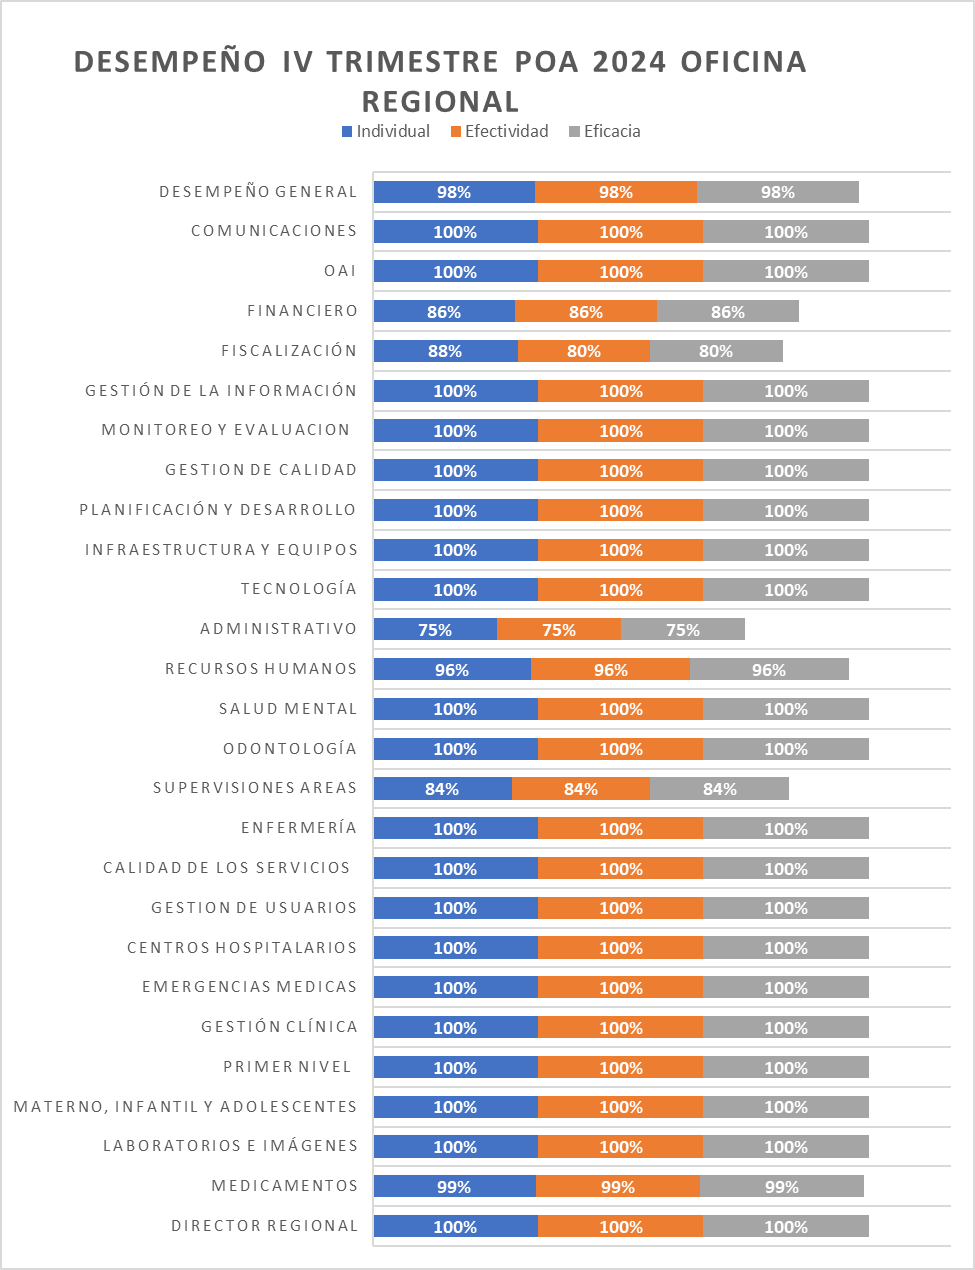 DESEMPEÑO IV TRIMESTRE POA 2024 OFICINA
REGIONAL
Individual Efectividad Eficacia
DESEMPEÑO GENERAL 98% 98% 98%
COMUNICACIONES 100% 100% 100%
OAI 100% 100% 100%
FINANCIERO 86% 86% 86%
FISCALIZACIÓN 88% 80% 80%
GESTIÓN DE LA INFORMACIÓN 100% 100% 100%
MONITOREO Y EVALUACION 100% 100% 100%
GESTION DE CALIDAD 100% 100% 100%
PLANIFICACIÓN Y DESARROLLO 100% 100% 100%
INFRAESTRUCTURA Y EQUIPOS 100% 100% 100%
TECNOLOGÍA 100% 100% 100%
ADMINISTRATIVO 75% 75% 75%
RECURSOS HUMANOS 96% 96% 96%
SALUD MENTAL 100% 100% 100%
ODONTOLOGÍA 100% 100% 100%
SUPERVISIONES AREAS 84% 84% 84%
ENFERMERÍA 100% 100% 100%
CALIDAD DE LOS SERVICIOS 100% 100% 100%
GESTION DE USUARIOS 100% 100% 100%
CENTROS HOSPITALARIOS 100% 100% 100%
EMERGENCIAS MEDICAS 100% 100% 100%
GESTIÓN CLÍNICA 100% 100% 100%
PRIMER NIVEL 100% 100% 100%
MATERNO, INFANTIL Y ADOLESCENTES 100% 100% 100%
LABORATORIOS E IMÁGENES 100% 100% 100%
MEDICAMENTOS 99% 99% 99%
DIRECTOR REGIONAL 100% 100% 100%